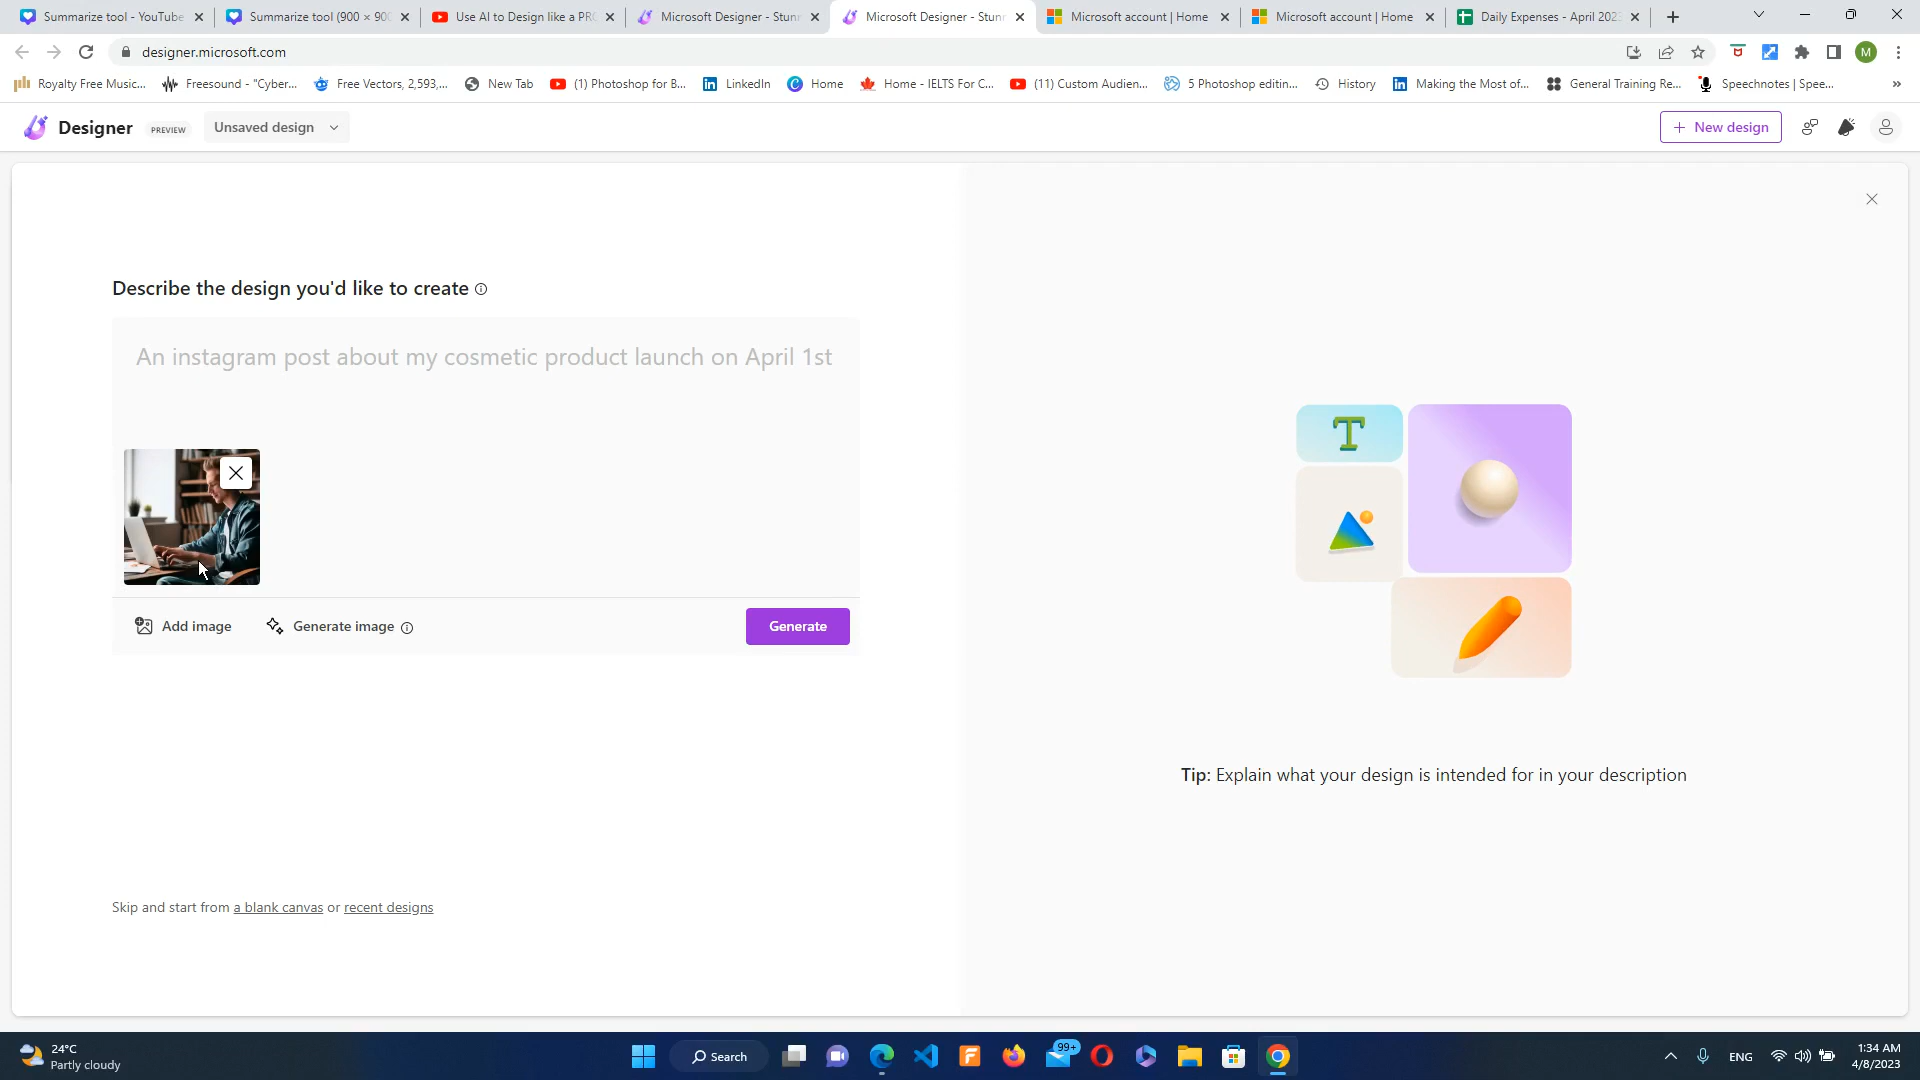 Summarize tool - YouTube
Summarize tool (900 × 90
Use AI to Design like a PR
Microsoft Designer - Stun
Microsoft Designer - Stun
Microsoft account | Home
Microsoft account | Home
Daily Expenses - April 202
designer.microsoft.com
M
Royalty Free Music...
Freesound - "Cyber...
Free Vectors, 2,593,...
New Tab
(1) Photoshop for B...
LinkedIn
Home
Home - IELTS For C...
(11) Custom Audien...
5 Photoshop editin...
History
Making the Most of...
General Training Re...
Speechnotes | Spee...
»
Designer PREVIEW
Unsaved design
New design
Describe the design you'd like to create
An instagram post about my cosmetic product launch on April 1st
Add image
Generate image
Generate
T
Tip: Explain what your design is intended for in your description
Skip and start from a blank canvas or recent designs
24°C
Partly cloudy
Search
99+
ENG
1:34 AM
4/8/2023